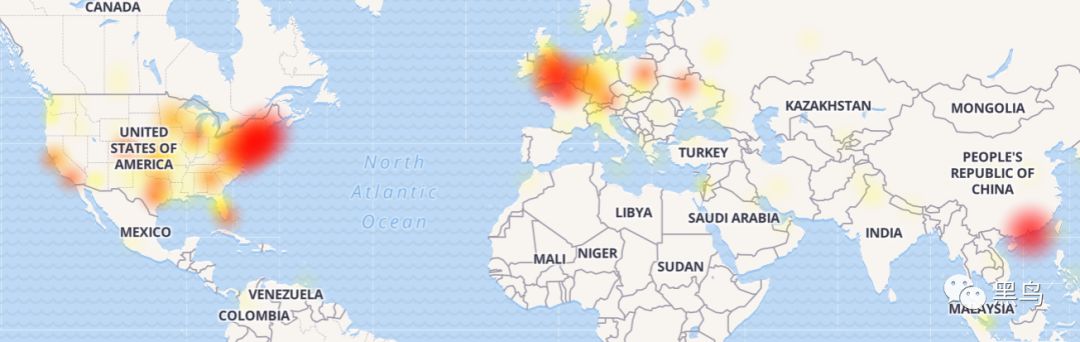 CANADA
UNITED
STATES OF
AMERICA
MEXICO
VENEZUELA
COLOMBIA
North
Atlantic
Ocean
TURKEY
LIBYA
MALI
NIGER
SUDAN
SAUDI ARABIA
KAZAKHSTAN
MONGOLIA
PEOPLE'S
REPUBLIC OF
CHINA
INDIA
MALAYSIA
黑鸟